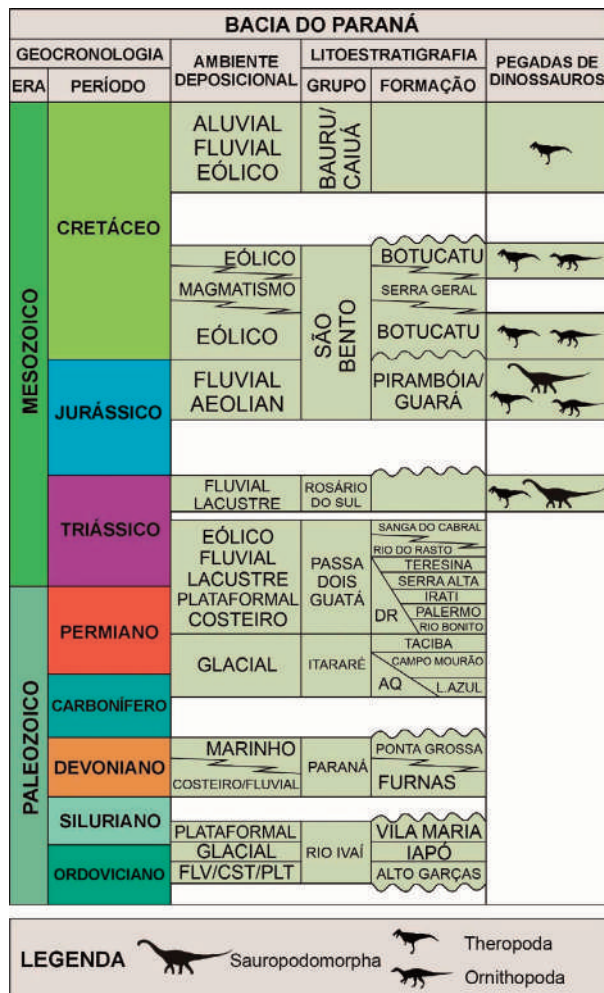 BACIA DO PARANÁ
GEOCRONOLOGIA
AMBIENTE
DEPOSICIONAL
LITOESTRATIGRAFIA
PEGADAS DE
DINOSSAUROS
ERA
PERÍODO
GRUPO
FORMAÇÃO
MESOZOICO
CRETÁCEO
ALUVIAL
FLUVIAL
EÓLICO
BAURU/
CAIUÁ
EÓLICO
BOTUCATU
MAGMATISMO
SERRA GERAL
SÃO
BENTO
EÓLICO
BOTUCATU
JURÁSSICO
FLUVIAL
AEOLIAN
PIRAMBÓIA/
GUARÁ
TRIÁSSICO
FLUVIAL
LACUSTRE
ROSÁRIO
DO SUL
EÓLICO
FLUVIAL
LACUSTRE
PLATAFORMAL
COSTEIRO
PASSA
DOIS
GUATÁ
SANGA DO CABRAL
RIO DO RASTO
TERESINA
SERRA ALTA
IRATI
DR
PALERMO
RIO BONITO
PALEOZOICO
PERMIANO
GLACIAL
ITARARÉ
TACIBA
CAMPO MOURÃO
AQ
L.AZUL
CARBONÍFERO
DEVONIANO
MARINHO
COSTEIRO/FLUVIAL
PARANÁ
PONTA GROSSA
FURNAS
SILURIANO
PLATAFORMAL
RIO IVAÍ
VILA MARIA
GLACIAL
IAPÓ
ORDOVICIANO
FLV/CST/PLT
ALTO GARÇAS
LEGENDA
Sauropodomorpha
Theropoda
Ornithopoda